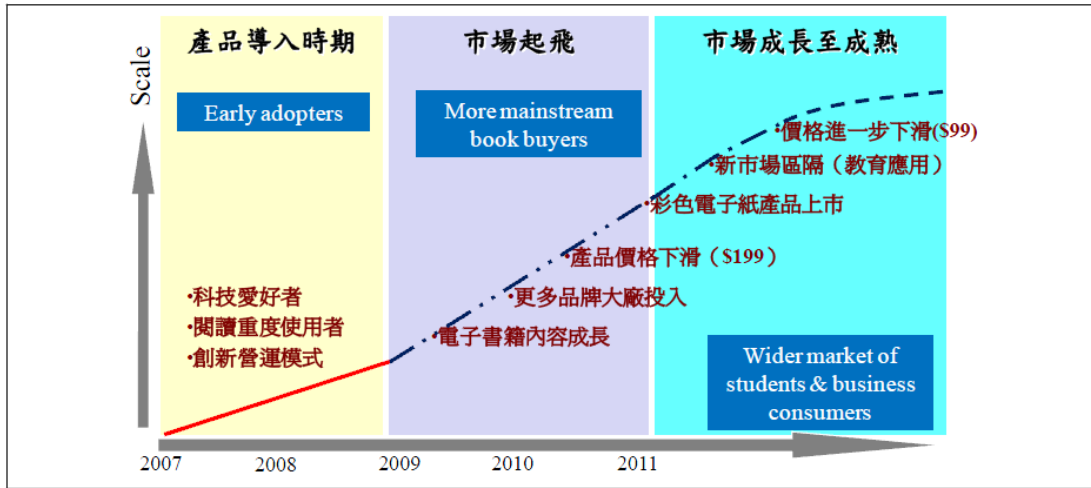 產品導入時期
市場起飛
市場成長至成熟
Scale
Early adopters
More mainstream
book buyers
•價格進一步下滑($99)
•新市場區隔（教育應用）
•彩色電子紙產品上市
•產品價格下滑（$199）
•更多品牌大廠投入
•電子書籍內容成長
•科技愛好者
•閱讀重度使用者
•創新營運模式
Wider market of
students & business
consumers
2007 2008 2009 2010 2011